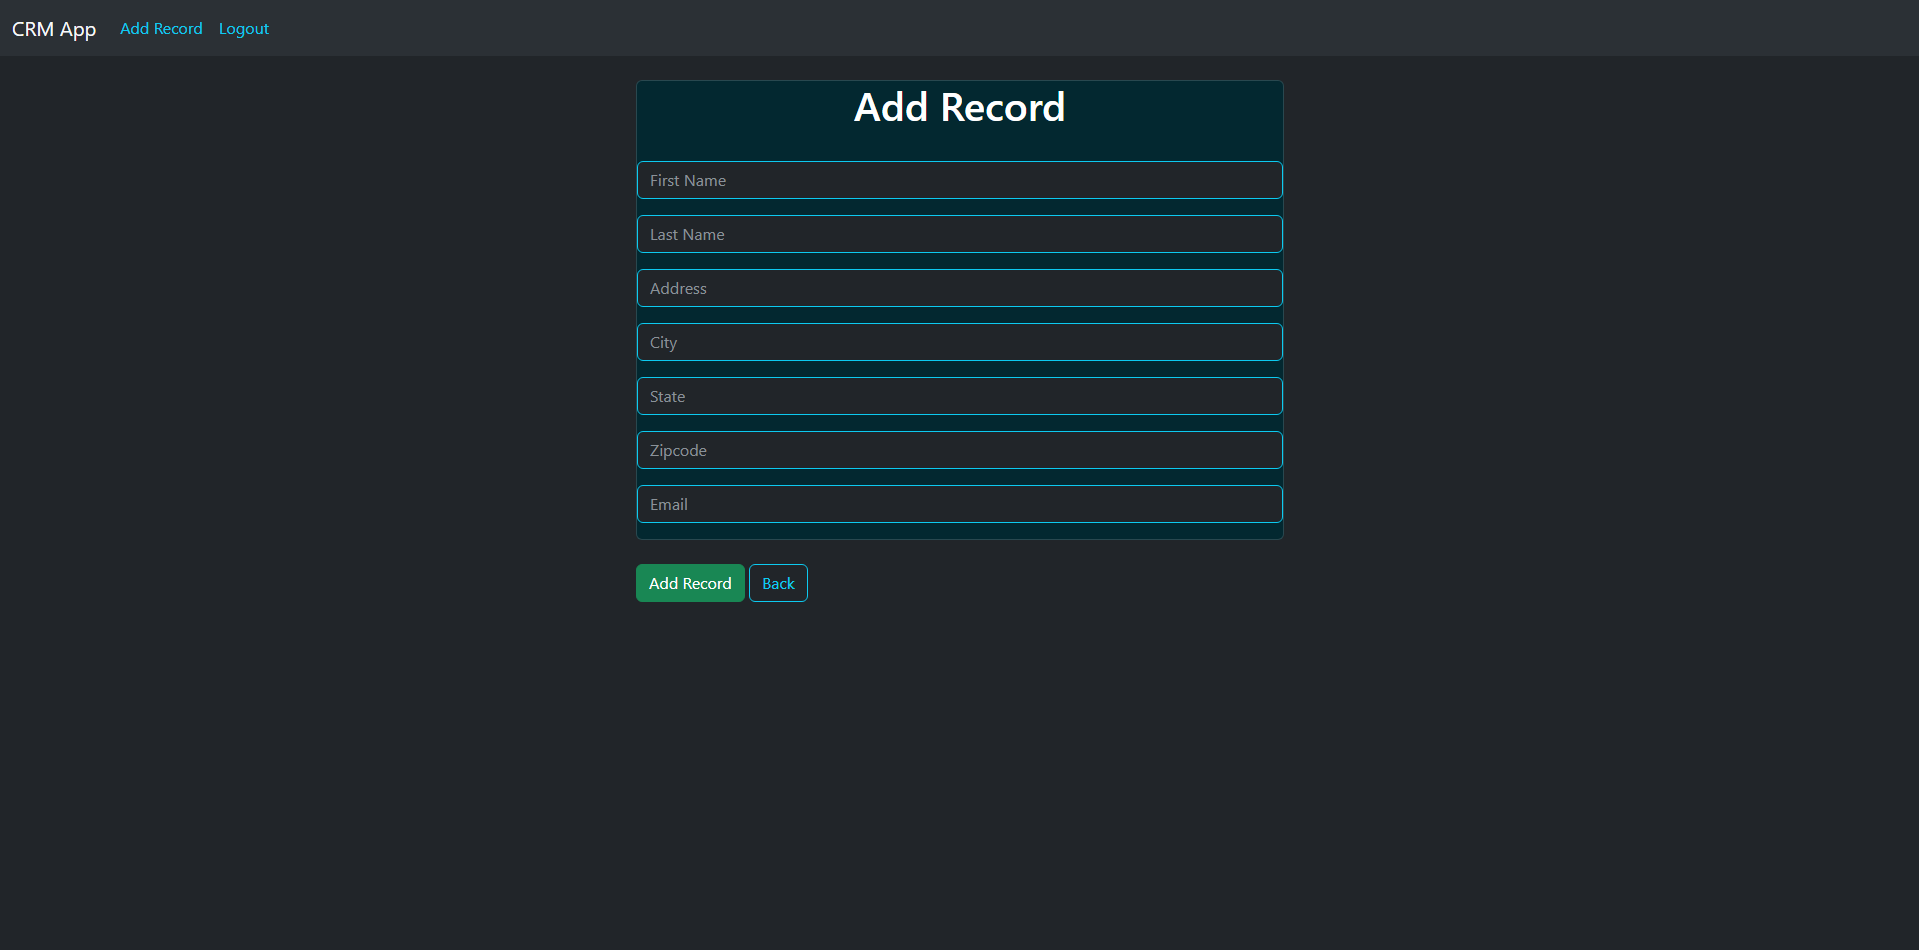 CRM App Add Record Logout
Add Record
First Name
Last Name
Address
City
State
Zipcode
Email
Add Record Back